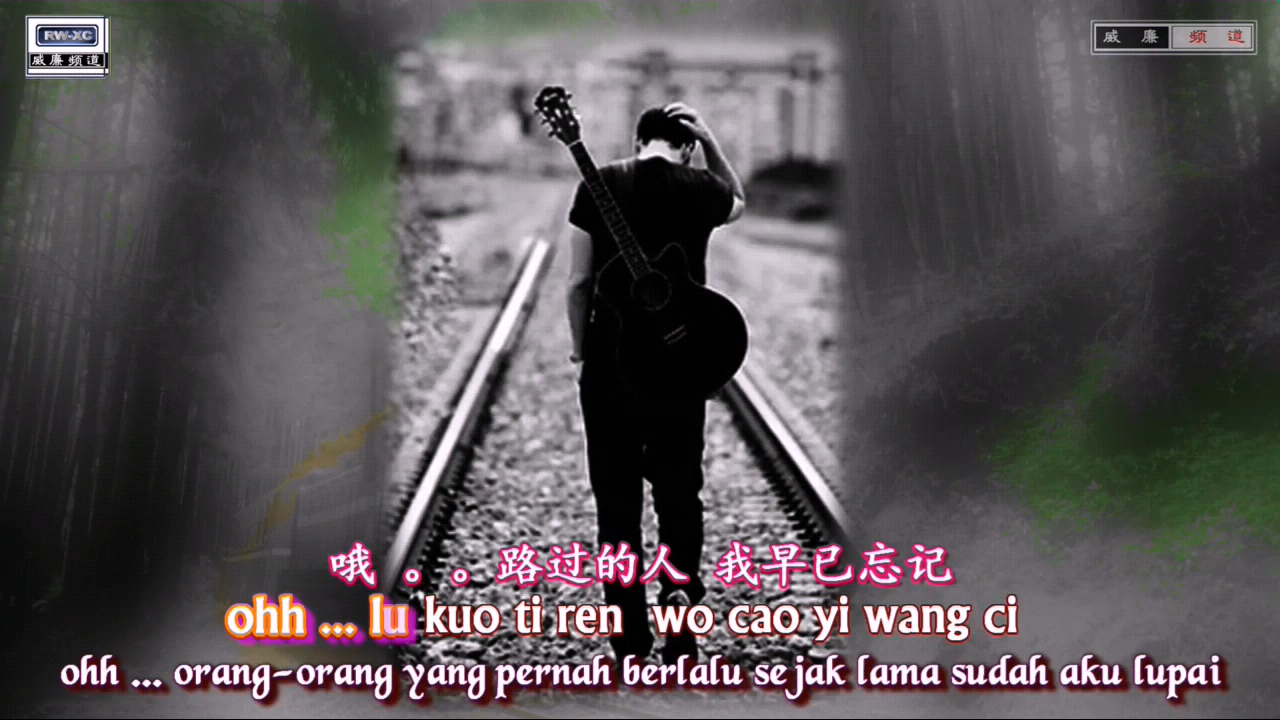 RW-XC
威廉频道
威 廉 频 道
哦 。。路过的人 我早已忘记
ohh ... lu kuo ti ren wo cao yi wang ci
ohh ... orang-orang yang pernah berlalu sejak lama sudah aku lupai